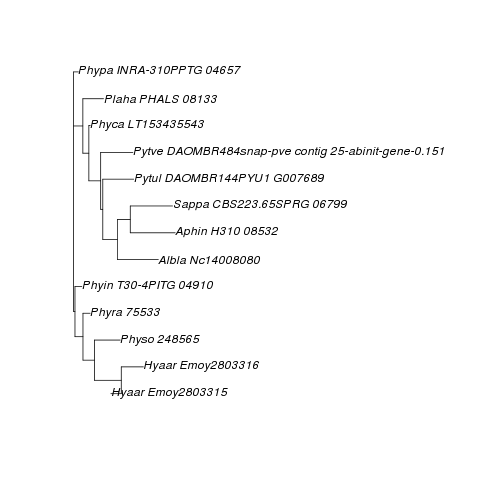 Phypa INRA-310PPTG 04657
Plaha PHALS 08133
Phyca LT153435543
Pytve DAOMBR484snap-pve contig 25-abinit-gene-0.151
Pytul DAOMBR144PYU1 G007689
Sappa CBS223.65SPRG 06799
Aphin H310 08532
Albla Nc14008080
Phyin T30-4PITG 04910
Phyra 75533
Physo 248565
Hyaar Emoy2803316
Hyaar Emoy2803315